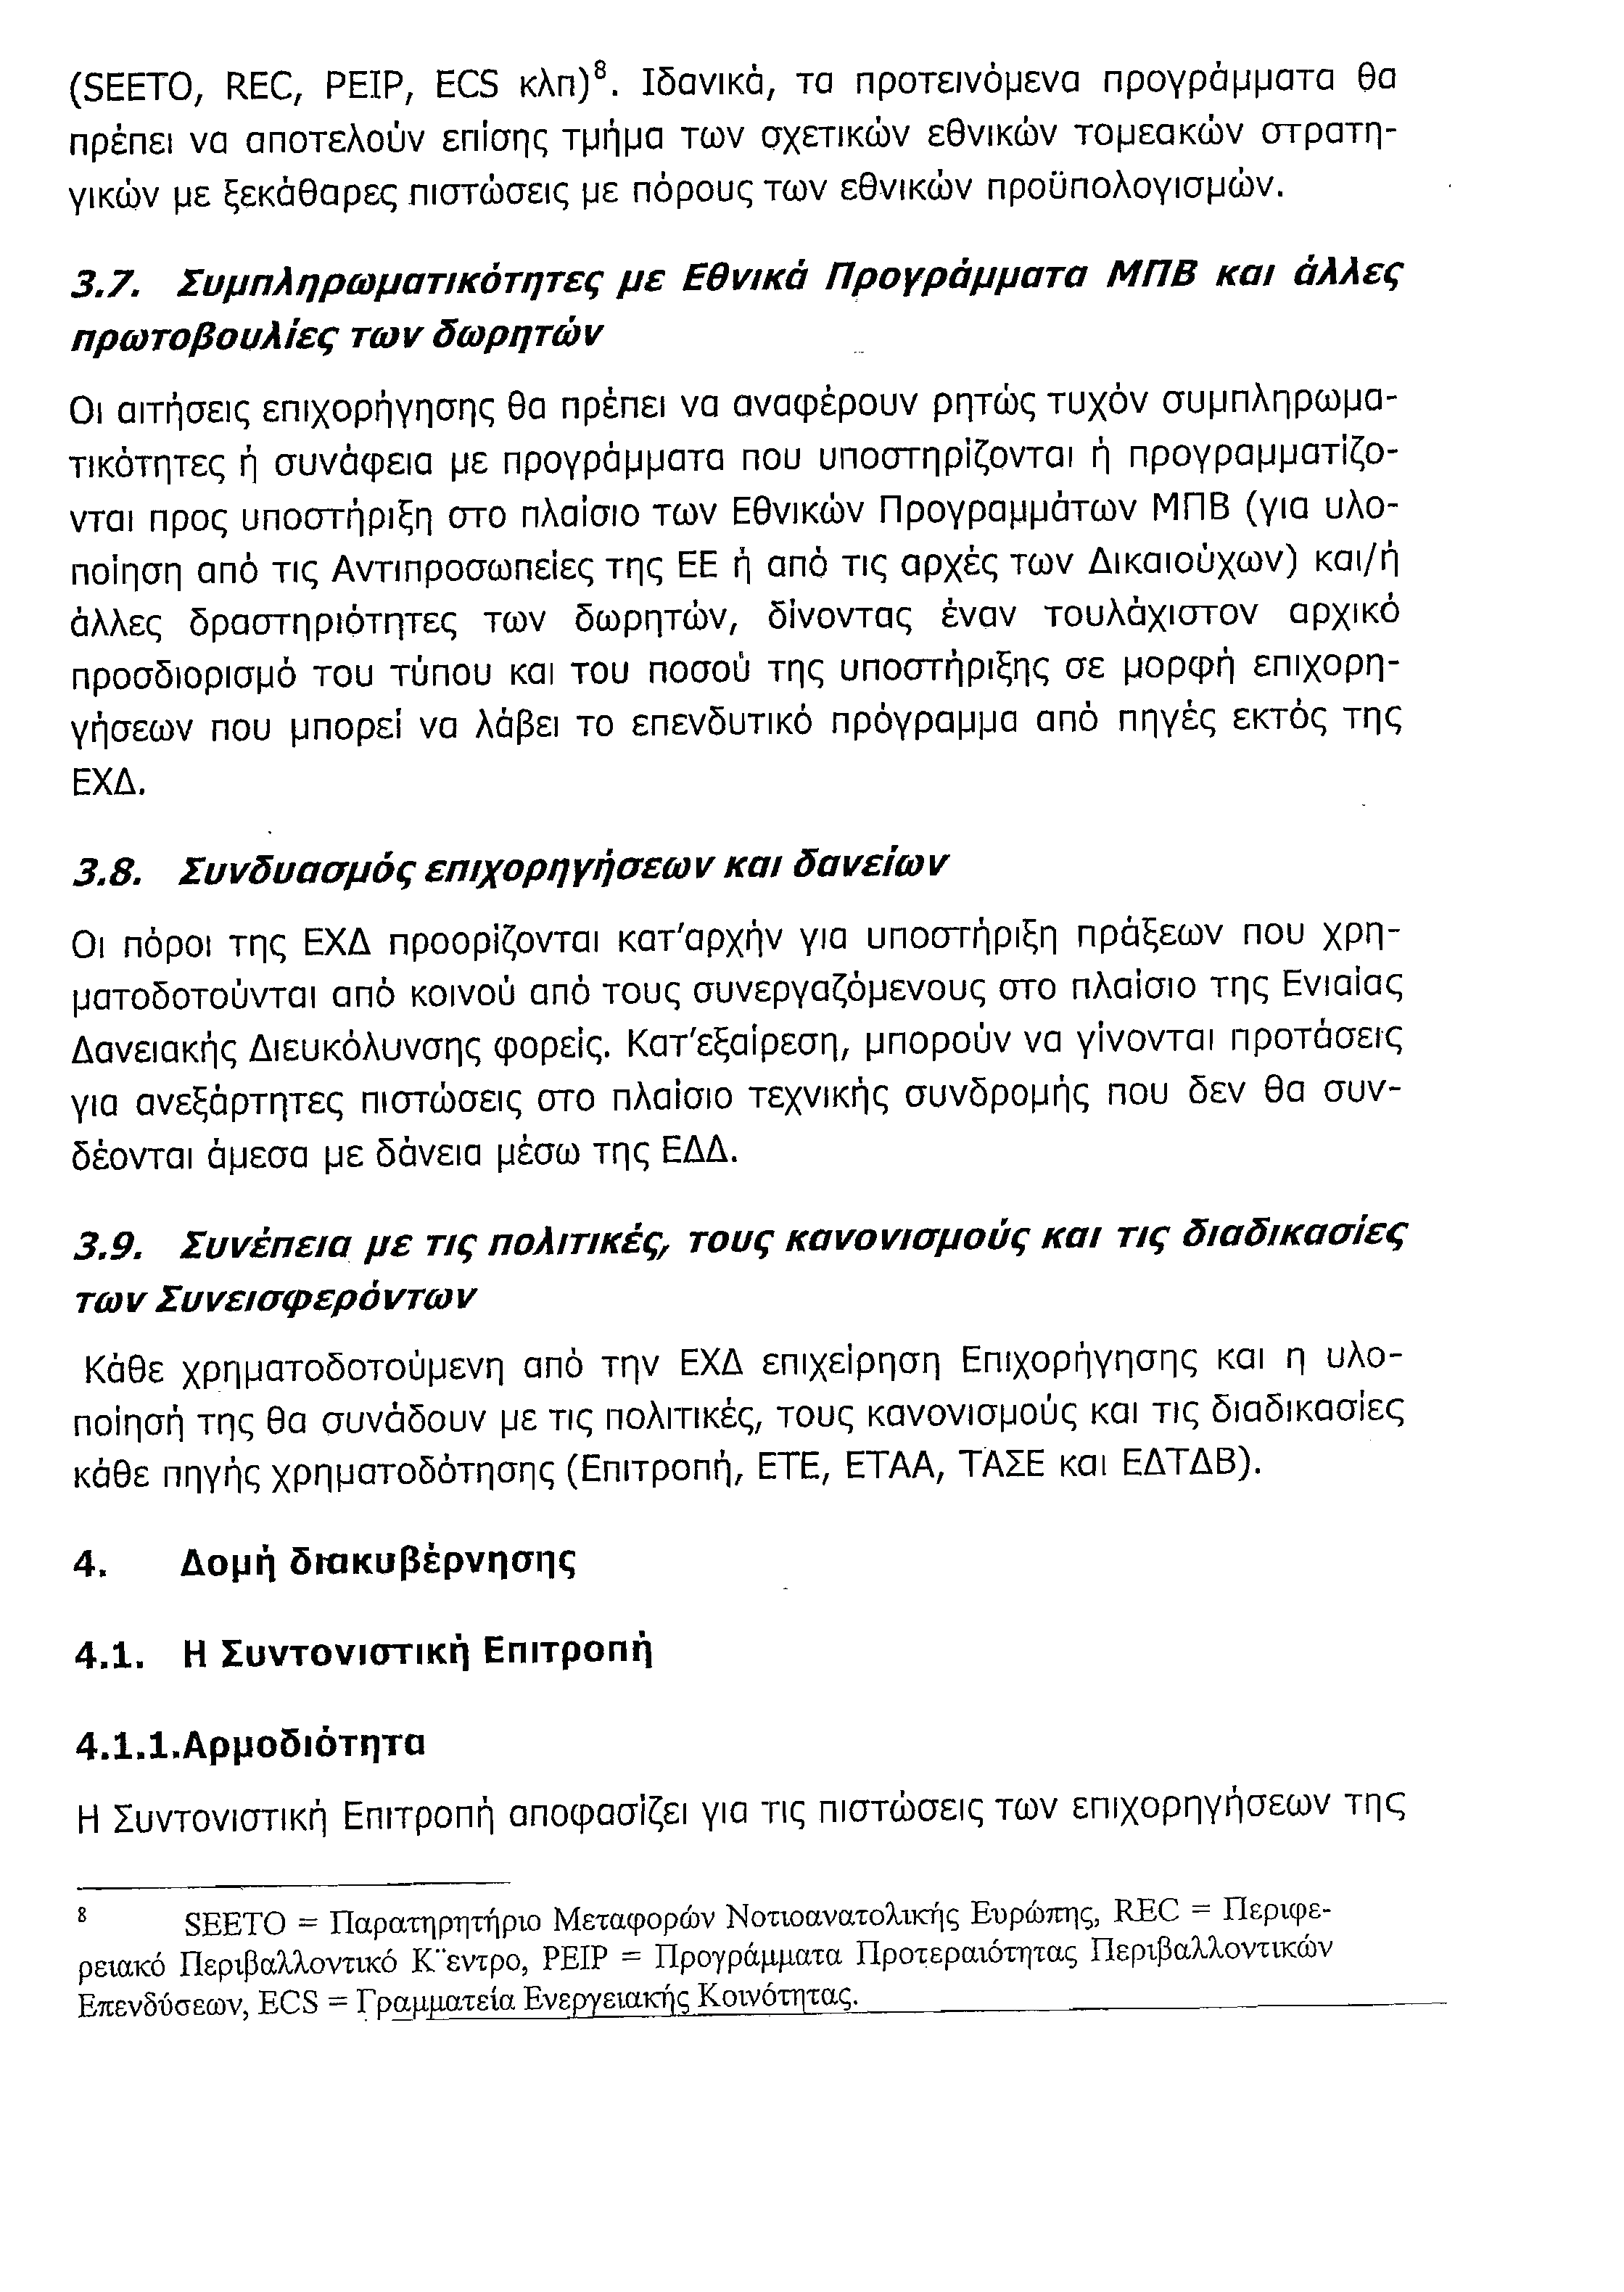 (SEETO, REC, PEIP, ECS κλπ)⁸. Ιδανικά, τα προτεινόμενα προγράμματα θα
πρέπει να αποτελούν επίσης τμήμα των σχετικών εθνικών τομεακών στρατη-
γικών με ξεκάθαρες πιστώσεις με πόρους των εθνικών προϋπολογισμών.
3.7. Συμπληρωματικότητες με Εθνικά Προγράμματα ΜΠΒ και άλλες
πρωτοβουλίες των δωρητών
Οι αιτήσεις επιχορήγησης θα πρέπει να αναφέρουν ρητώς τυχόν συμπληρωμα-
τικότητες ή συνάφεια με προγράμματα που υποστηρίζονται ή προγραμματίζο-
νται προς υποστήριξη στο πλαίσιο των Εθνικών Προγραμμάτων ΜΠΒ (για υλο-
ποίηση από τις Αντιπροσωπείες της ΕΕ ή από τις αρχές των Δικαιούχων) και/ή
άλλες δραστηριότητες των δωρητών, δίνοντας έναν τουλάχιστον αρχικό
προσδιορισμό του τύπου και του ποσού της υποστήριξης σε μορφή επιχορη-
γήσεων που μπορεί να λάβει το επενδυτικό πρόγραμμα από πηγές εκτός της
ΕΧΔ.
3.8. Συνδυασμός επιχορηγήσεων και δανείων
Οι πόροι της ΕΧΔ προορίζονται κατ'αρχήν για υποστήριξη πράξεων που χρη-
ματοδοτούνται από κοινού από τους συνεργαζόμενους στο πλαίσιο της Ενιαίας
Δανειακής Διευκόλυνσης φορείς. Κατ'εξαίρεση, μπορούν να γίνονται προτάσεις
για ανεξάρτητες πιστώσεις στο πλαίσιο τεχνικής συνδρομής που δεν θα συν-
δέονται άμεσα με δάνεια μέσω της ΕΔΔ.
3.9. Συνέπεια με τις πολιτικές, τους κανονισμούς και τις διαδικασίες
των Συνεισφερόντων
Κάθε χρηματοδοτούμενη από την ΕΧΔ επιχείρηση Επιχορήγησης και η υλο-
ποίησή της θα συνάδουν με τις πολιτικές, τους κανονισμούς και τις διαδικασίες
κάθε πηγής χρηματοδότησης (Επιτροπή, ΕΤΕ, ΕΤΑΑ, ΤΑΣΕ και ΕΔΤΔΒ).
4. Δομή διακυβέρνησης
4.1. Η Συντονιστική Επιτροπή
4.1.1.Αρμοδιότητα
Η Συντονιστική Επιτροπή αποφασίζει για τις πιστώσεις των επιχορηγήσεων της
8 SEETO = Παρατηρητήριο Μεταφορών Νοτιοανατολικής Ευρώπης, REC = Περιφε-
ρειακό Περιβαλλοντικό Κ¨εντρο, PEIP = Προγράμματα Προτεραιότητας Περιβαλλοντικών
Επενδύσεων, ECS = Γραμματεία Ενεργειακής Κοινότητας.